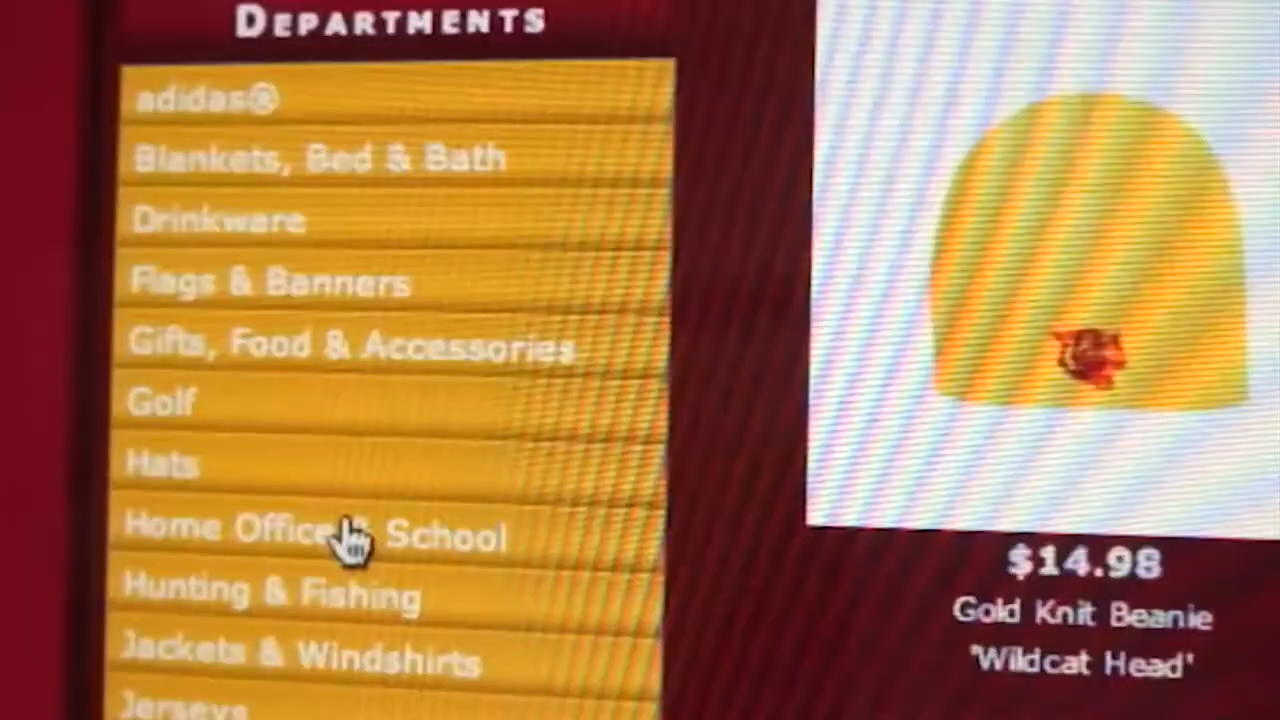 DEPARTMENTS
adidas®
Blankets, Bed & Bath
Drinkware
Flags & Banners
Gifts, Food & Accessories
Golf
Hats
Home Office & School
Hunting & Fishing
Jackets & Windshirts
Jerseys
$14.98
Gold Knit Beanie
'Wildcat Head'